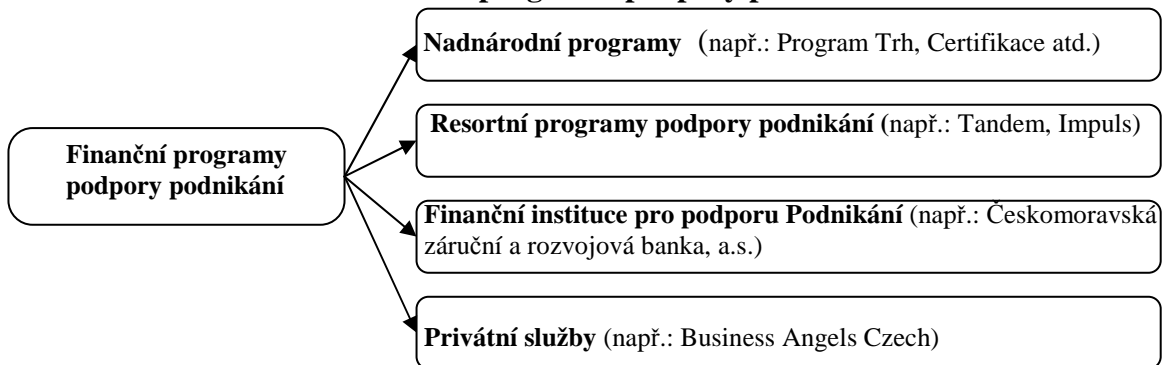 Nadnárodní programy (např.: Program Trh, Certifikace atd.)
Resortní programy podpory podnikání (např.: Tandem, Impuls)
Finanční programy
podpory podnikání
Finanční instituce pro podporu Podnikání (např.: Českomoravská
záruční a rozvojová banka, a.s.)
Privátní služby (např.: Business Angels Czech)